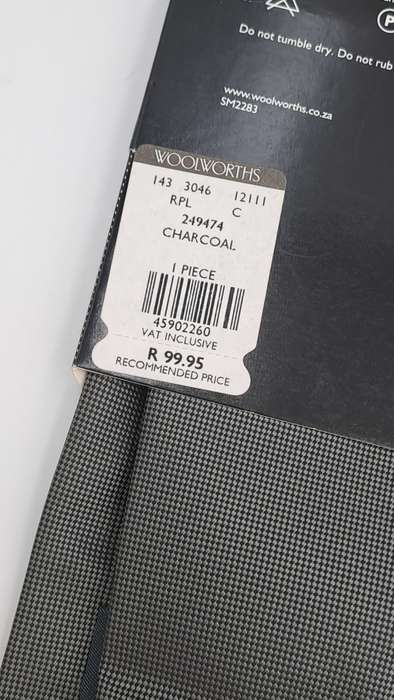 P
Do not tumble dry. Do not rub
www.woolworths.co.za
SM2283
WOOLWORTHS
143 3046 12111
RPL C
249474
CHARCOAL
1 PIECE
45902260
VAT INCLUSIVE
R 99.95
RECOMMENDED PRICE